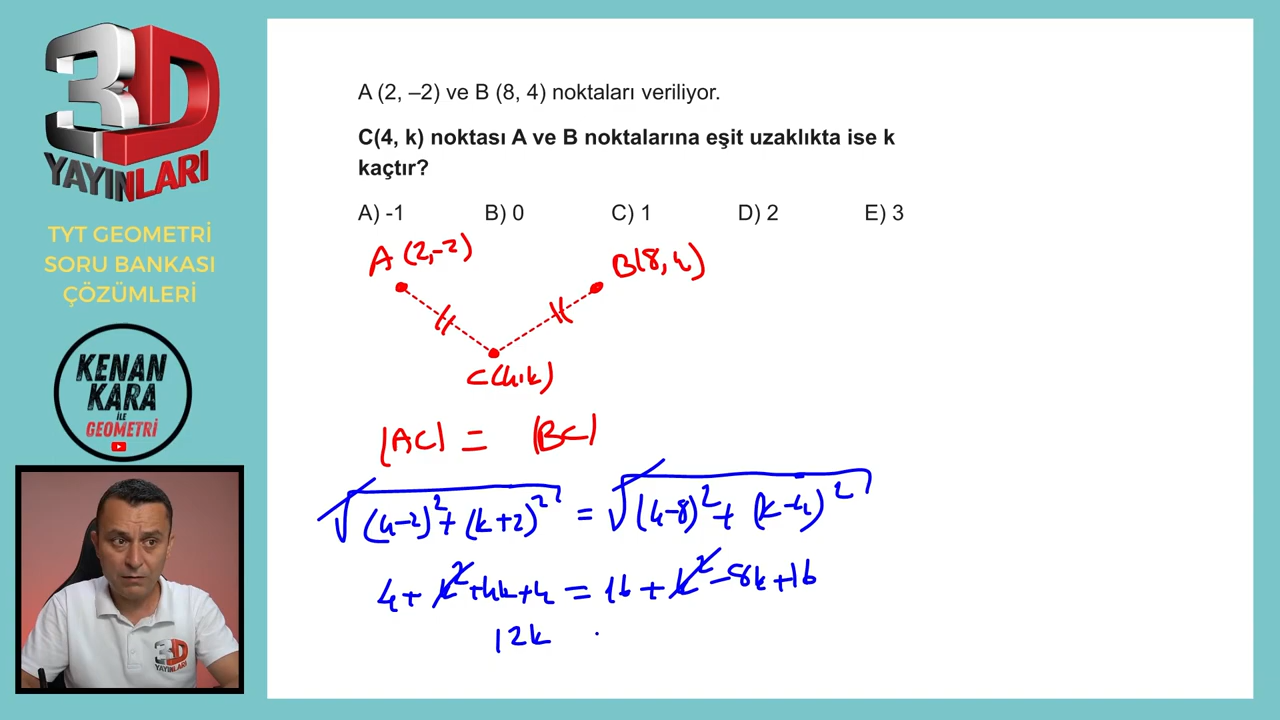 3D
YAYINLARI
TYT GEOMETRİ
SORU BANKASI
ÇÖZÜMLERİ
KENAN
KARA
İLE
GEOMETRİ
3D
YAYINLARI
A (2, –2) ve B (8, 4) noktaları veriliyor.
C(4, k) noktası A ve B noktalarına eşit uzaklıkta ise k
kaçtır?
A) -1 B) 0 C) 1 D) 2 E) 3
A (2,-2) B(8,4)
C(4,k)
|AC| = |BC|
√(4-2)²+(k+2)² = √(4-8)²+(k-4)²
4+k²+4k+4 = 16+k²-8k+16
12k